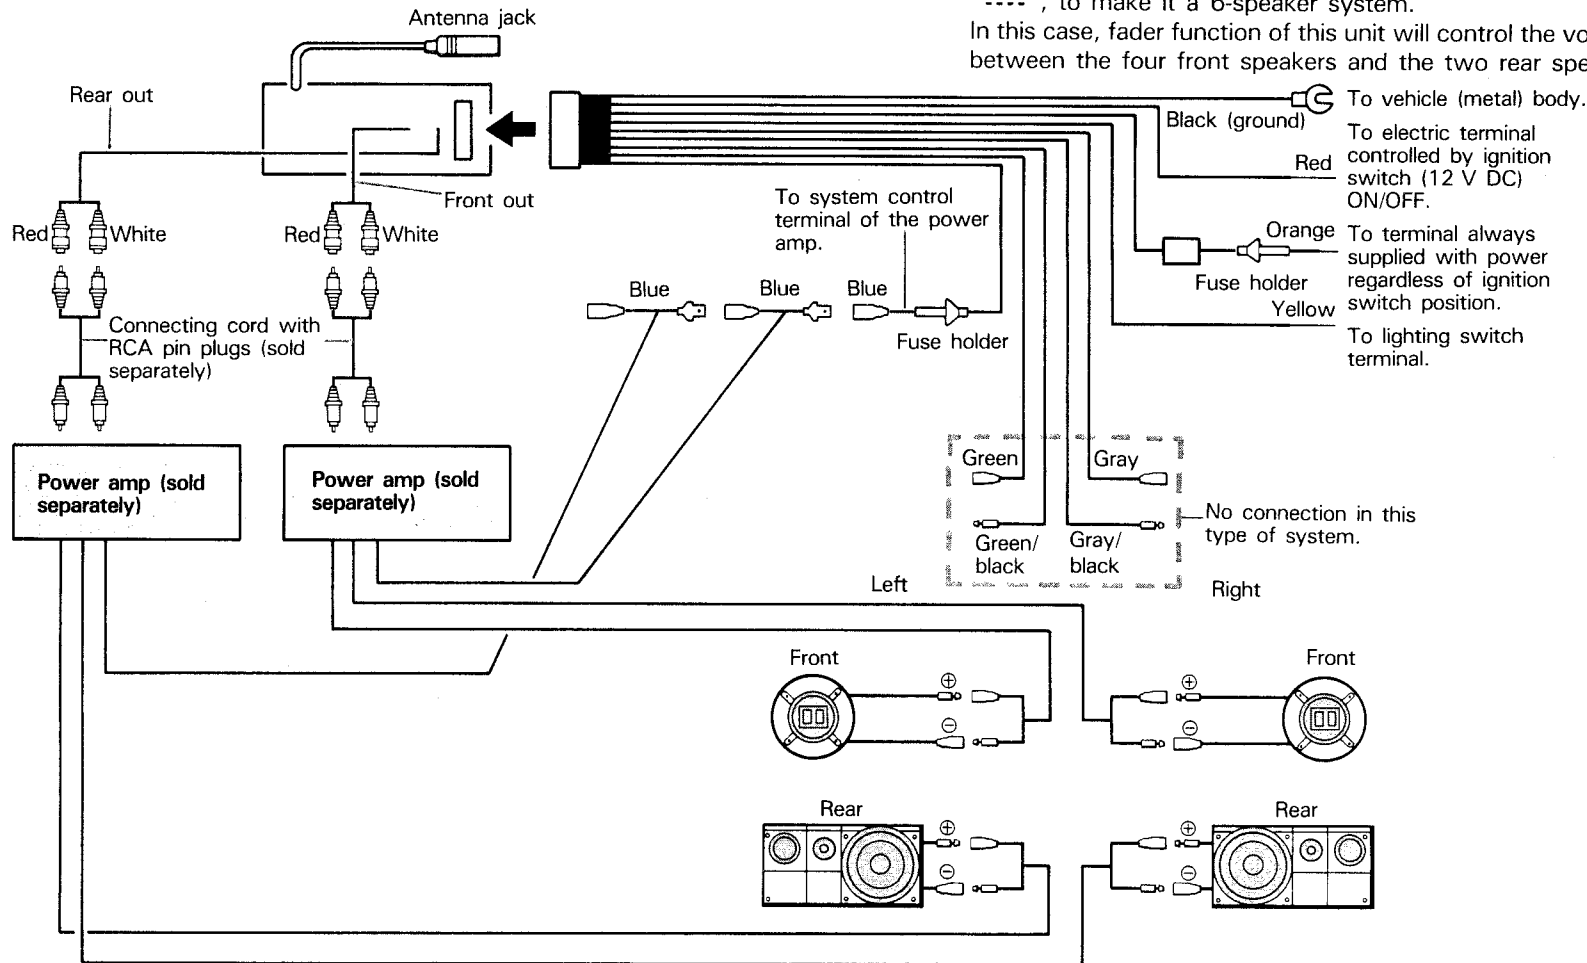 "----", to make it a 6-speaker system.
In this case, fader function of this unit will control the
between the four front speakers and the two rear
Antenna jack
Rear out
Front out
Red
White
Red
White
Connecting cord with
RCA pin plugs (sold
separately)
Power amp (sold
separately)
Power amp (sold
separately)
To system control
terminal of the power
amp.
Blue
Blue
Blue
Fuse holder
Black (ground)
To vehicle (metal) body.
Red
To electric terminal
controlled by ignition
switch (12 V DC)
ON/OFF.
Orange
Fuse holder
To terminal always
supplied with power
regardless of ignition
switch position.
Yellow
To lighting switch
terminal.
Green
Gray
Green/
black
Gray/
black
No connection in this
type of system.
Left
Right
Front
⊕
⊖
Front
⊕
⊖
Rear
⊕
⊖
Rear
⊕
⊖